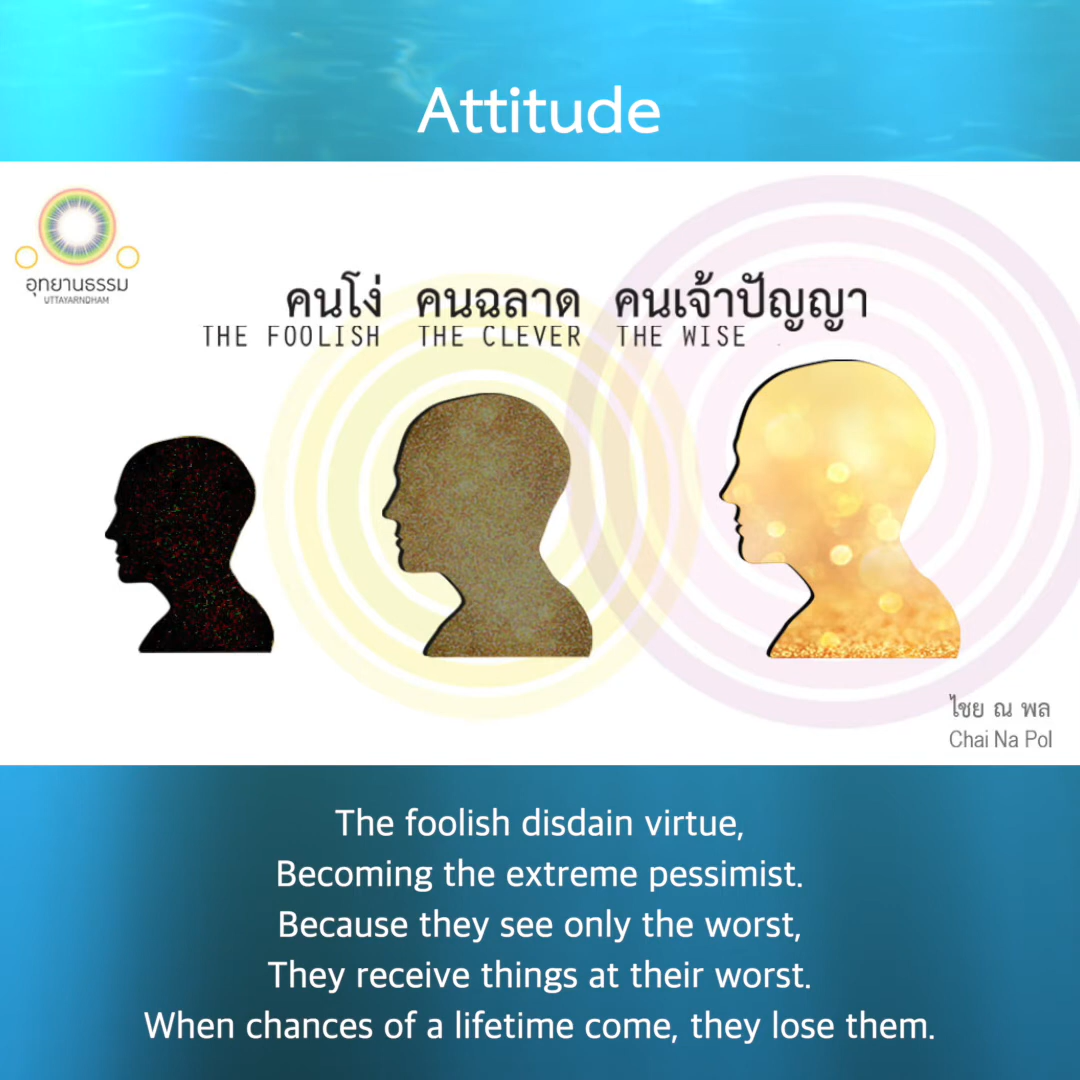 Attitude
อุทยานธรรม
UTTAYARNDHAM
คนโง่ คนฉลาด คนเจ้าปัญญา
THE FOOLISH THE CLEVER THE WISE
ไชย ณ พล
Chai Na Pol
The foolish disdain virtue,
Becoming the extreme pessimist.
Because they see only the worst,
They receive things at their worst.
When chances of a lifetime come, they lose them.